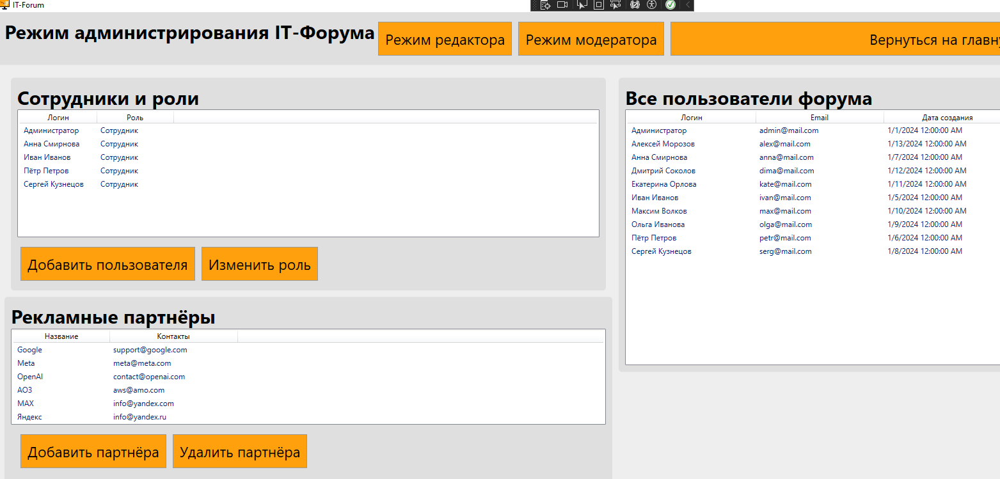 IT-Forum
Режим администрирования IT-Форума
Режим редактора
Режим модератора
Вернуться на главн
Сотрудники и роли
Логин Роль
Администратор Сотрудник
Анна Смирнова Сотрудник
Иван Иванов Сотрудник
Пётр Петров Сотрудник
Сергей Кузнецов Сотрудник
Добавить пользователя
Изменить роль
Рекламные партнёры
Название Контакты
Google support@google.com
Meta meta@meta.com
OpenAI contact@openai.com
АОЗ aws@amo.com
MAX info@yandex.com
Яндекс info@yandex.ru
Добавить партнёра
Удалить партнёра
Все пользователи форума
Логин Email Дата создания
Администратор admin@mail.com 1/1/2024 12:00:00 AM
Алексей Морозов alex@mail.com 1/13/2024 12:00:00 AM
Анна Смирнова anna@mail.com 1/7/2024 12:00:00 AM
Дмитрий Соколов dima@mail.com 1/12/2024 12:00:00 AM
Екатерина Орлова kate@mail.com 1/11/2024 12:00:00 AM
Иван Иванов ivan@mail.com 1/5/2024 12:00:00 AM
Максим Волков max@mail.com 1/10/2024 12:00:00 AM
Ольга Иванова olga@mail.com 1/9/2024 12:00:00 AM
Пётр Петров petr@mail.com 1/6/2024 12:00:00 AM
Сергей Кузнецов serg@mail.com 1/8/2024 12:00:00 AM